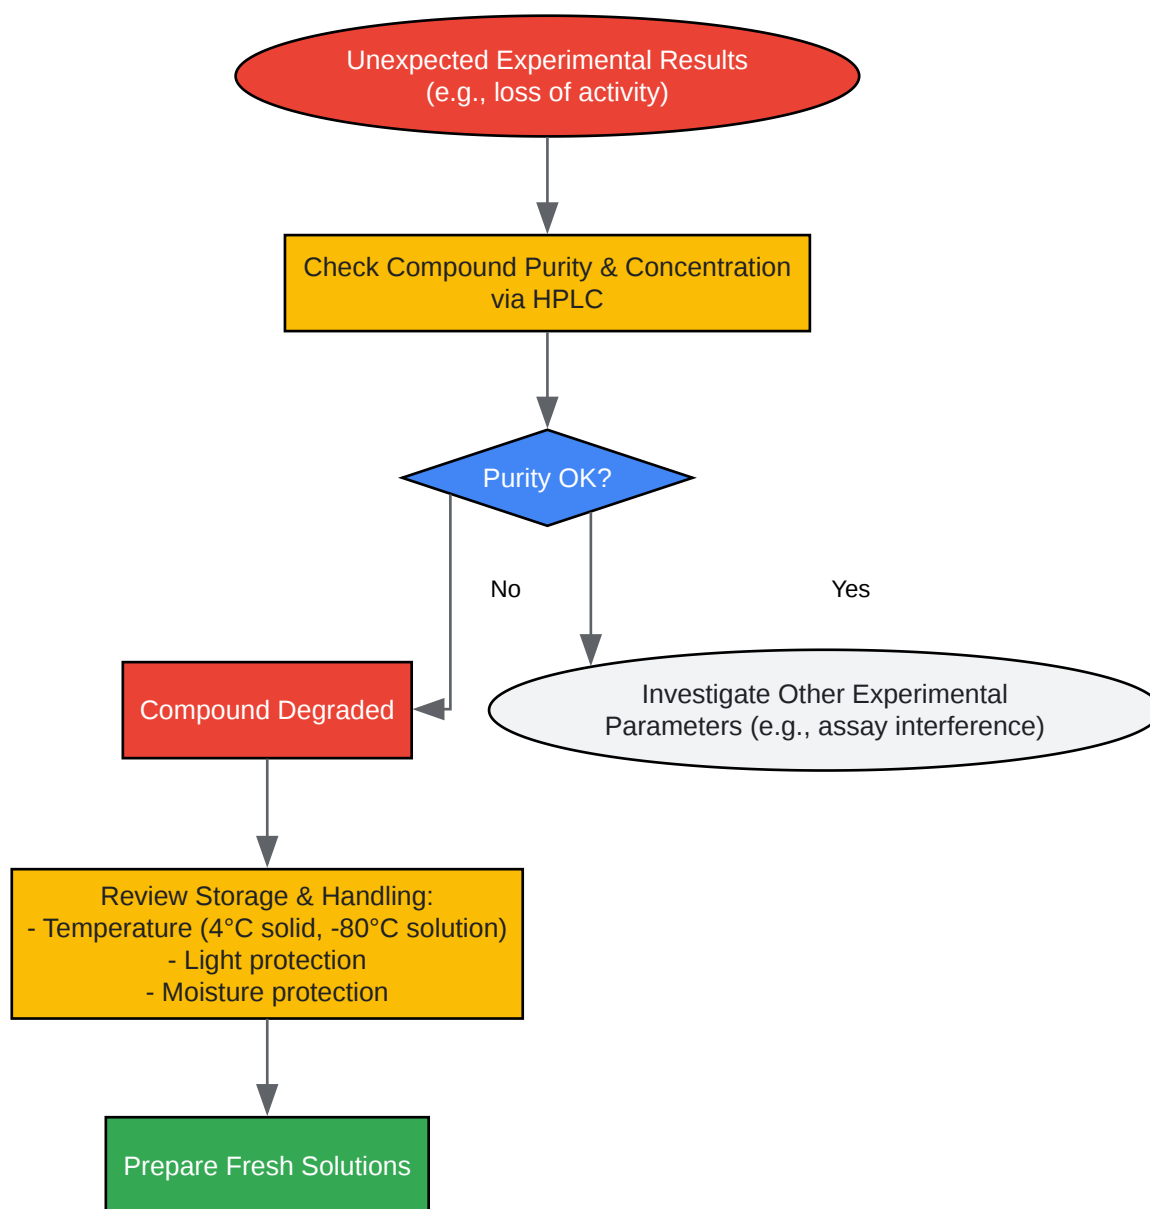 Unexpected Experimental Results
(e.g., loss of activity)
Check Compound Purity & Concentration
via HPLC
Purity OK?
No
Yes
Compound Degraded
Investigate Other Experimental
Parameters (e.g., assay interference)
Review Storage & Handling:
- Temperature (4°C solid, -80°C solution)
- Light protection
- Moisture protection
Prepare Fresh Solutions